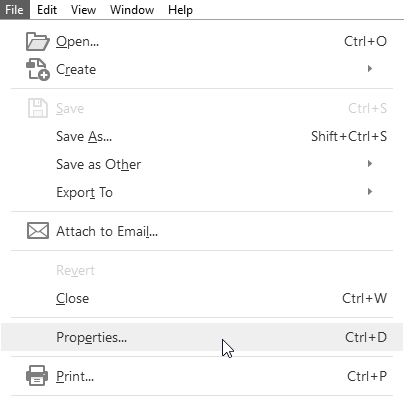 File Edit View Window Help
Open... Ctrl+O
Create
Save Ctrl+S
Save As... Shift+Ctrl+S
Save as Other
Export To
Attach to Email...
Revert
Close Ctrl+W
Properties... Ctrl+D
Print... Ctrl+P